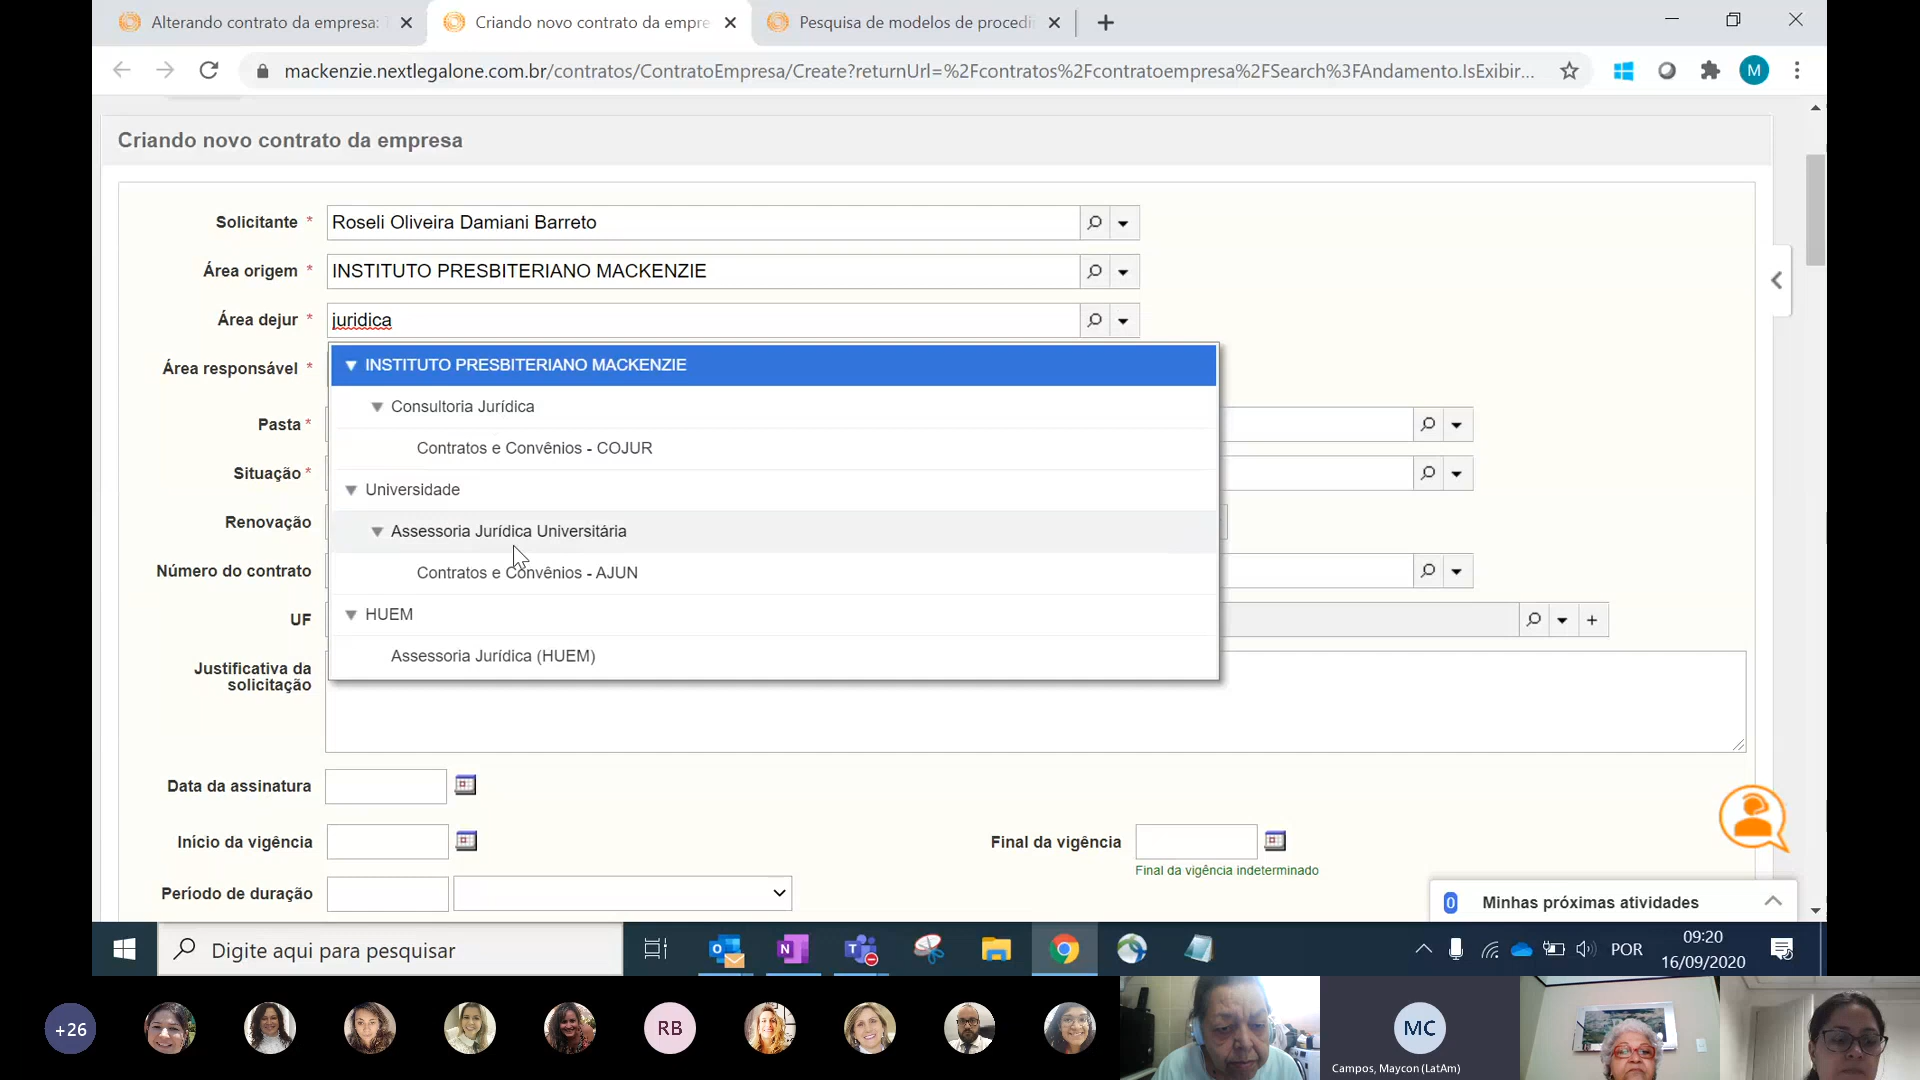 Alterando contrato da empresa:
Criando novo contrato da empre
Pesquisa de modelos de procedi
mackenzie.nextlegalone.com.br/contratos/ContratoEmpresa/Create?returnUrl=%2Fcontratos%2Fcontratoempresa%2FSearch%3FAndamento.IsExibir...
M
Criando novo contrato da empresa
Solicitante * Roseli Oliveira Damiani Barreto
Área origem * INSTITUTO PRESBITERIANO MACKENZIE
Área dejur * juridica
Área responsável *
INSTITUTO PRESBITERIANO MACKENZIE
Consultoria Jurídica
Contratos e Convênios - COJUR
Universidade
Assessoria Jurídica Universitária
Contratos e Convênios - AJUN
HUEM
Assessoria Jurídica (HUEM)
Pasta *
Situação *
Renovação
Número do contrato
UF
Justificativa da
solicitação
Data da assinatura
Início da vigência
Final da vigência
Final da vigência indeterminado
Período de duração
0 Minhas próximas atividades
Digite aqui para pesquisar
POR
09:20
16/09/2020
+26
RB
MC
Campos, Maycon (LatAm)